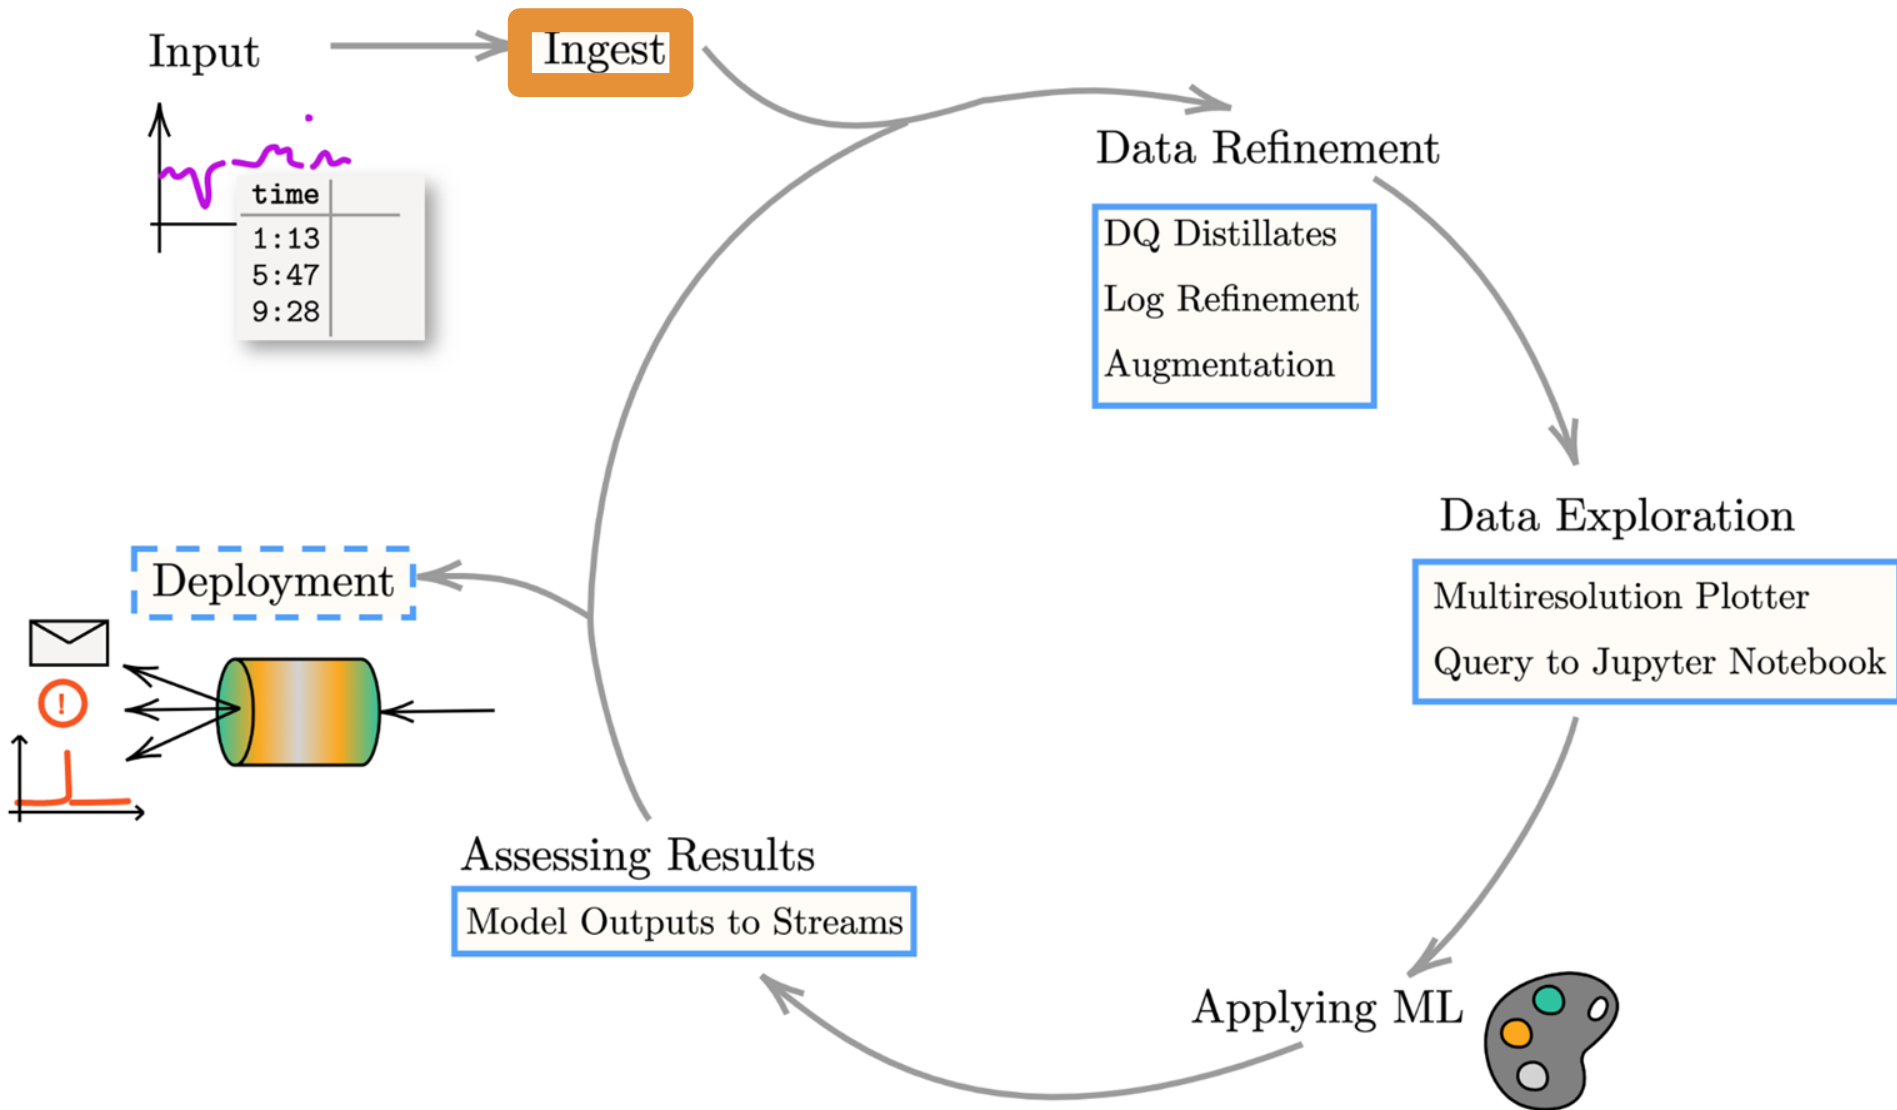 Input
Ingest
time
1:13
5:47
9:28
Data Refinement
DQ Distillates
Log Refinement
Augmentation
Data Exploration
Multiresolution Plotter
Query to Jupyter Notebook
Applying ML
Assessing Results
Model Outputs to Streams
Deployment
!